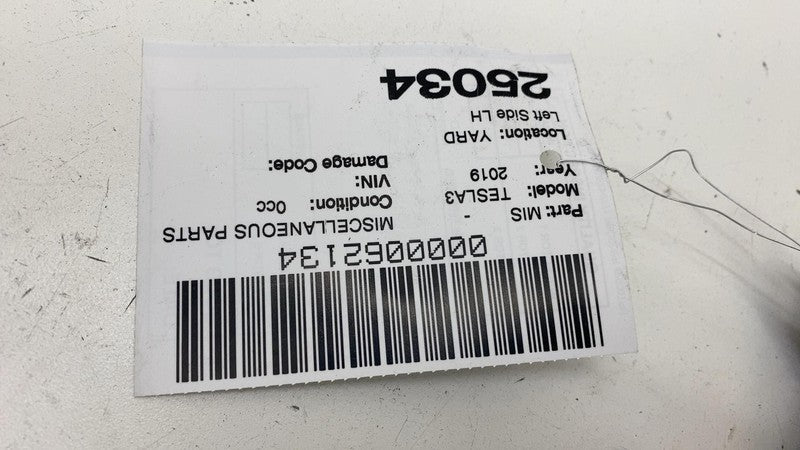 0000062134
Part: MIS - MISCELLANEOUS PARTS
Model: TESLA3 Condition: 0cc
Year: 2019 VIN:
Damage Code:
Location: YARD
Left Side LH
25034